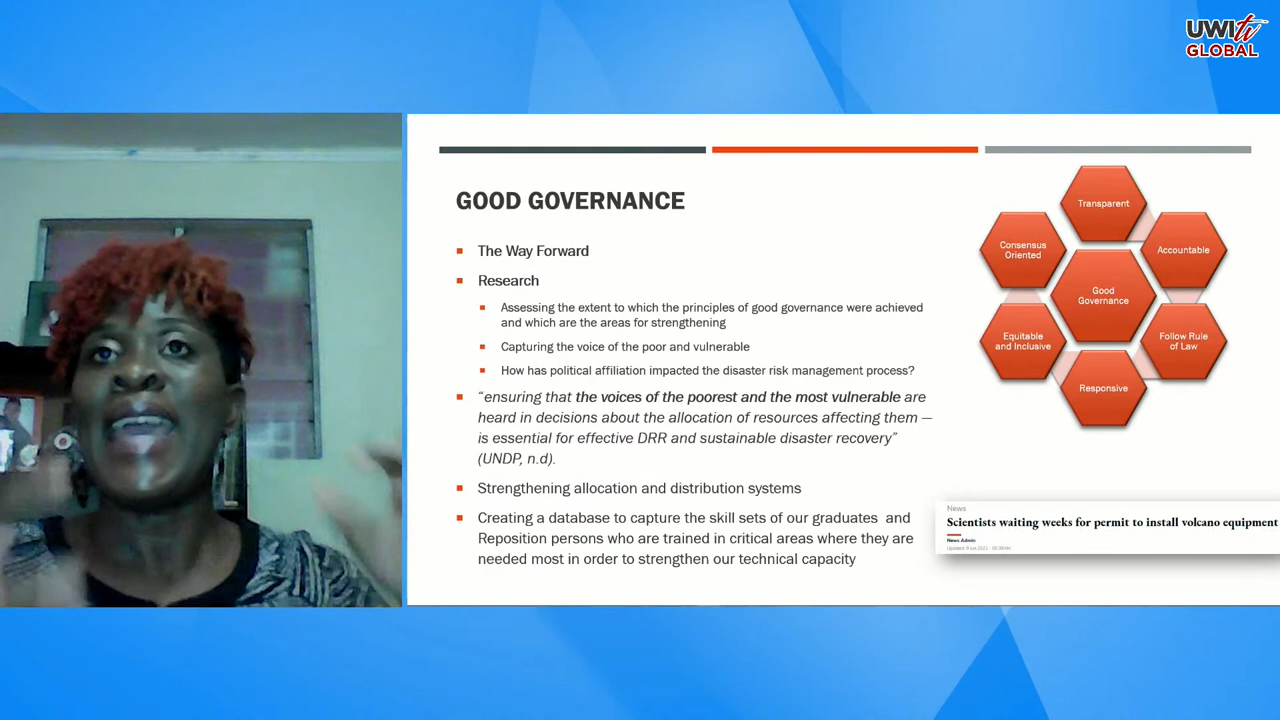 UWItv
GLOBAL
GOOD GOVERNANCE
The Way Forward
Research
Assessing the extent to which the principles of good governance were achieved
and which are the areas for strengthening
Capturing the voice of the poor and vulnerable
How has political affiliation impacted the disaster risk management process?
“ensuring that the voices of the poorest and the most vulnerable are
heard in decisions about the allocation of resources affecting them —
is essential for effective DRR and sustainable disaster recovery”
(UNDP, n.d).
Strengthening allocation and distribution systems
Creating a database to capture the skill sets of our graduates and
Reposition persons who are trained in critical areas where they are
needed most in order to strengthen our technical capacity
Transparent
Consensus
Oriented
Accountable
Good
Governance
Equitable
and Inclusive
Follow Rule
of Law
Responsive
News
Scientists waiting weeks for permit to install volcano equipment
News Admin